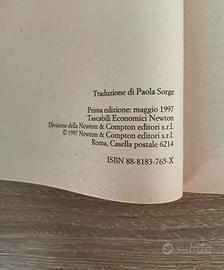 Traduzione di Paola Sorge
Prima edizione: maggio 1997
Tascabili Economici Newton
Divisione della Newton & Compton editori s.r.l.
© 1997 Newton & Compton editori s.r.l.
Roma, Casella postale 6214
ISBN 88-8183-765-X
subito